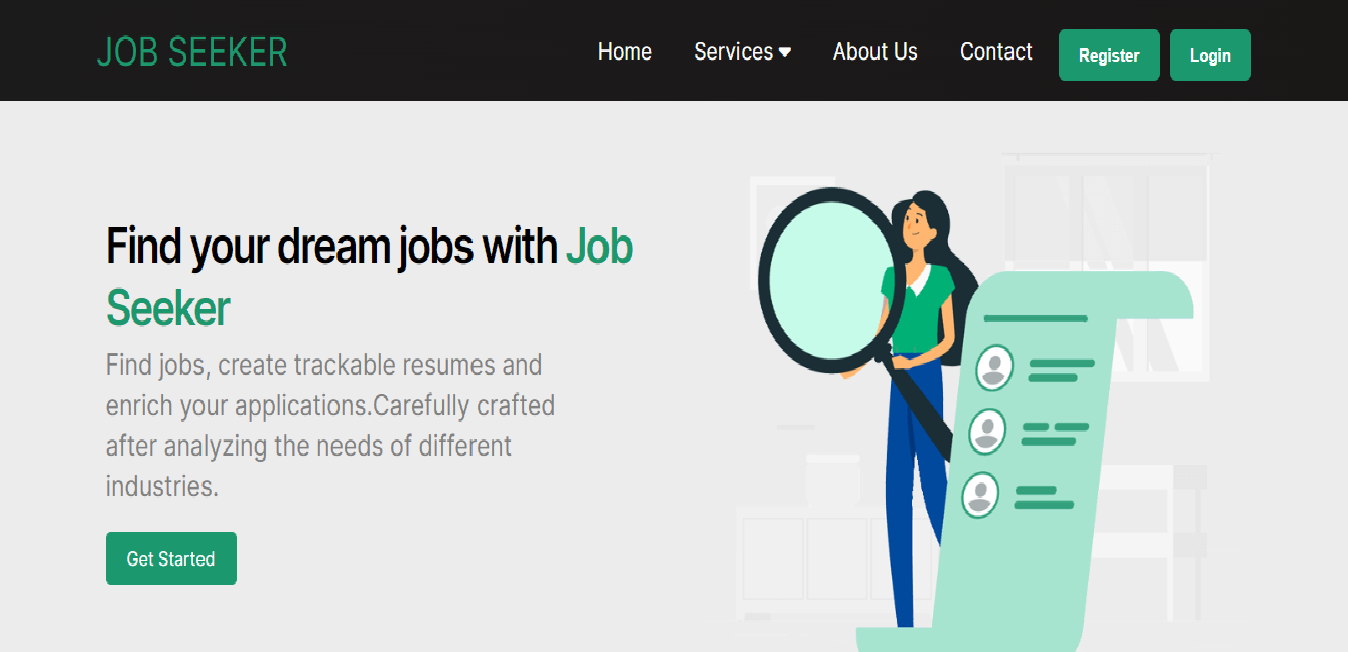 JOB SEEKER
Home Services About Us Contact Register Login
Find your dream jobs with Job
Seeker
Find jobs, create trackable resumes and
enrich your applications.Carefully crafted
after analyzing the needs of different
industries.
Get Started